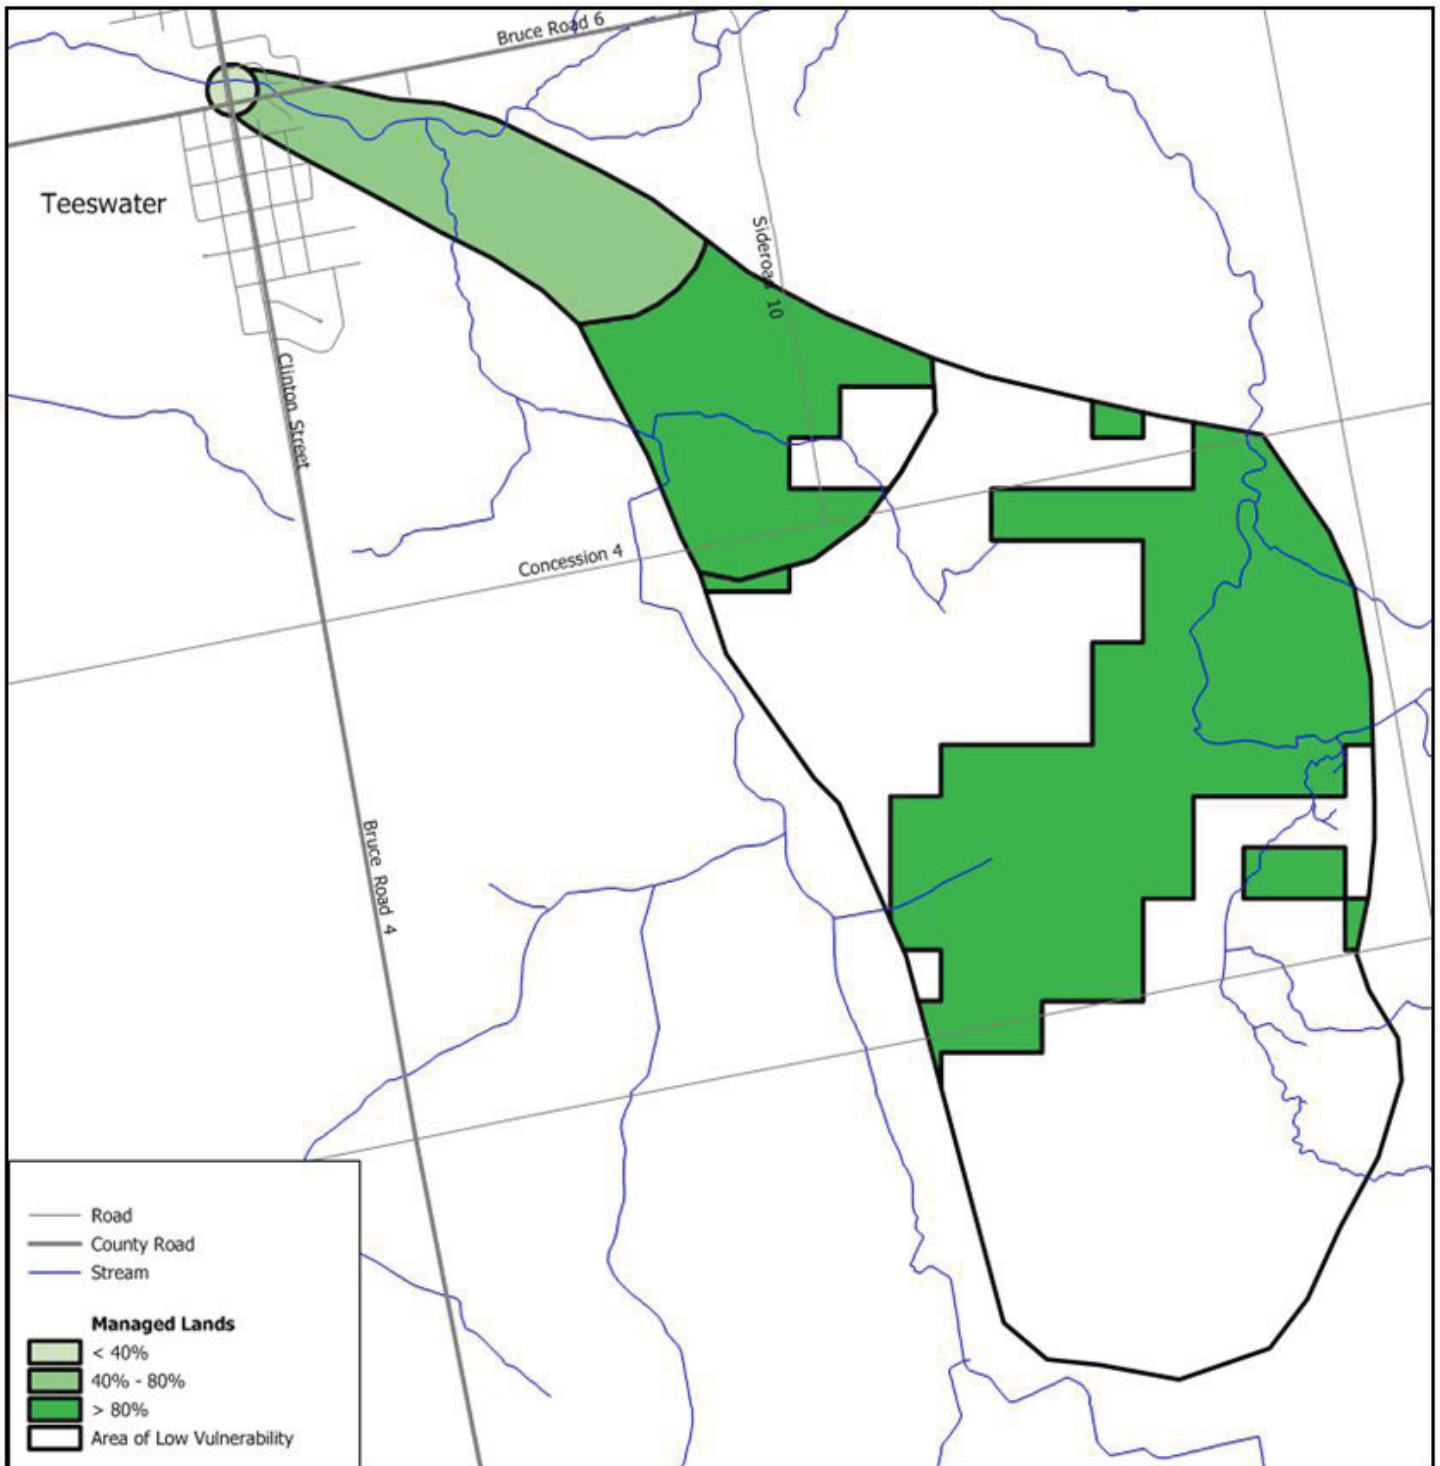 Bruce Road 6
Teeswater
Sideroad 10
Clinton Street
Concession 4
Bruce Road 4
Road
County Road
Stream
Managed Lands
< 40%
40% - 80%
> 80%
Area of Low Vulnerability